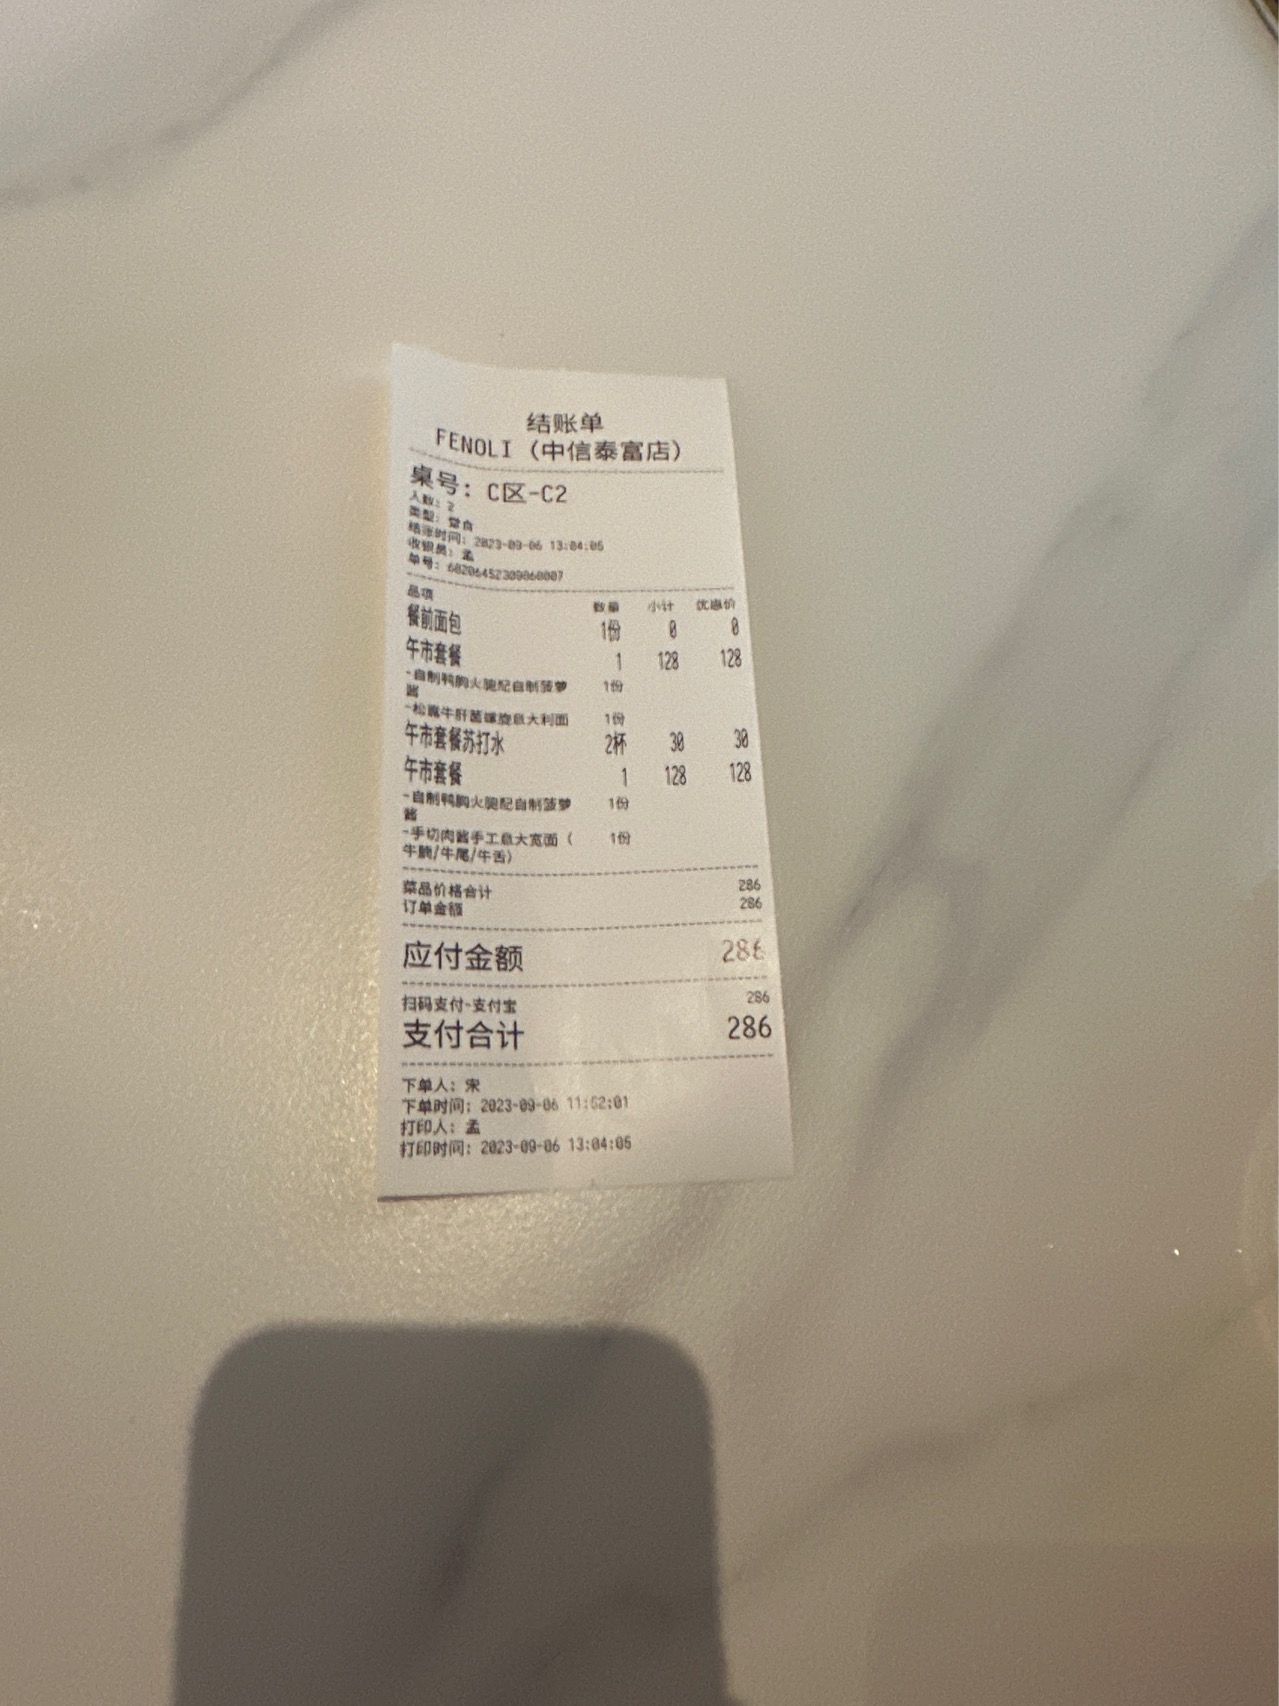 结账单
FENOLI (中信泰富店)
桌号: C区-C2
人数: 2
类型: 堂食
结账时间: 2023-09-06 13:04:05
收银员: 孟
单号:
品项 数量 小计 优惠价
餐前面包 1份 0 0
午市套餐 1 128 128
-自制鸭胸火腿配自制菠萝 1份
酱
-松露牛肝菌螺旋意大利面 1份
午市套餐苏打水 2杯 30 30
午市套餐 1 128 128
-自制鸭胸火腿配自制菠萝 1份
酱
-手切肉酱手工意大宽面 ( 1份
牛腩/牛尾/牛舌)
菜品价格合计 286
订单金额 286
应付金额 286
扫码支付-支付宝 286
支付合计 286
下单人: 宋
下单时间: 2023-09-06 11:52:01
打印人: 孟
打印时间: 2023-09-06 13:04:05